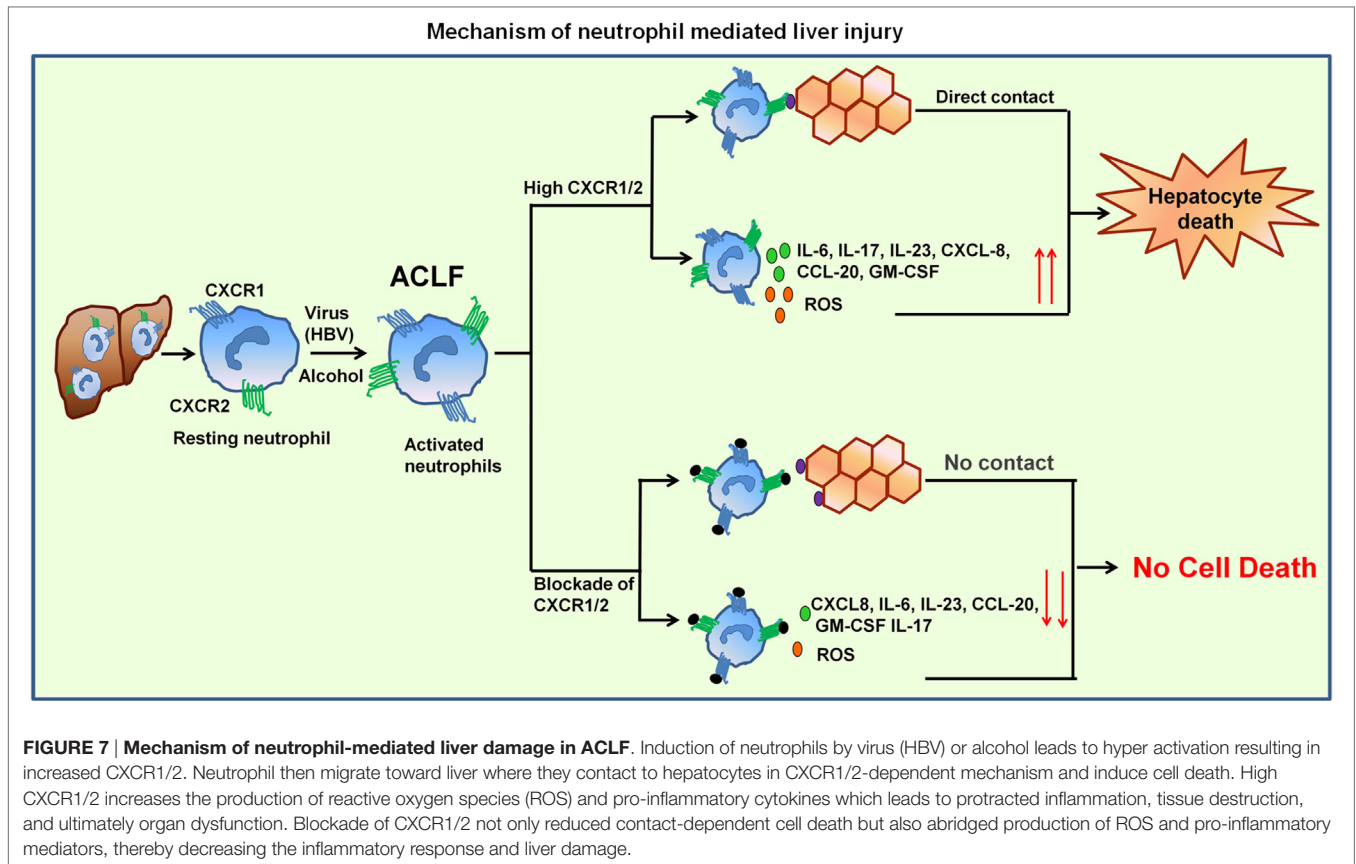 Mechanism of neutrophil mediated liver injury
Direct contact
High CXCR1/2
Hepatocyte
death
IL-6, IL-17, IL-23, CXCL-8,
CCL-20, GM-CSF
ROS
ACLF
CXCR1
Virus
(HBV)
Alcohol
CXCR2
Resting neutrophil
Activated
neutrophils
No contact
Blockade of
CXCR1/2
No Cell Death
CXCL8, IL-6, IL-23, CCL-20,
GM-CSF IL-17
ROS
FIGURE 7 | Mechanism of neutrophil-mediated liver damage in ACLF. Induction of neutrophils by virus (HBV) or alcohol leads to hyper activation resulting in
increased CXCR1/2. Neutrophil then migrate toward liver where they contact to hepatocytes in CXCR1/2-dependent mechanism and induce cell death. High
CXCR1/2 increases the production of reactive oxygen species (ROS) and pro-inflammatory cytokines which leads to protracted inflammation, tissue destruction,
and ultimately organ dysfunction. Blockade of CXCR1/2 not only reduced contact-dependent cell death but also abridged production of ROS and pro-inflammatory
mediators, thereby decreasing the inflammatory response and liver damage.